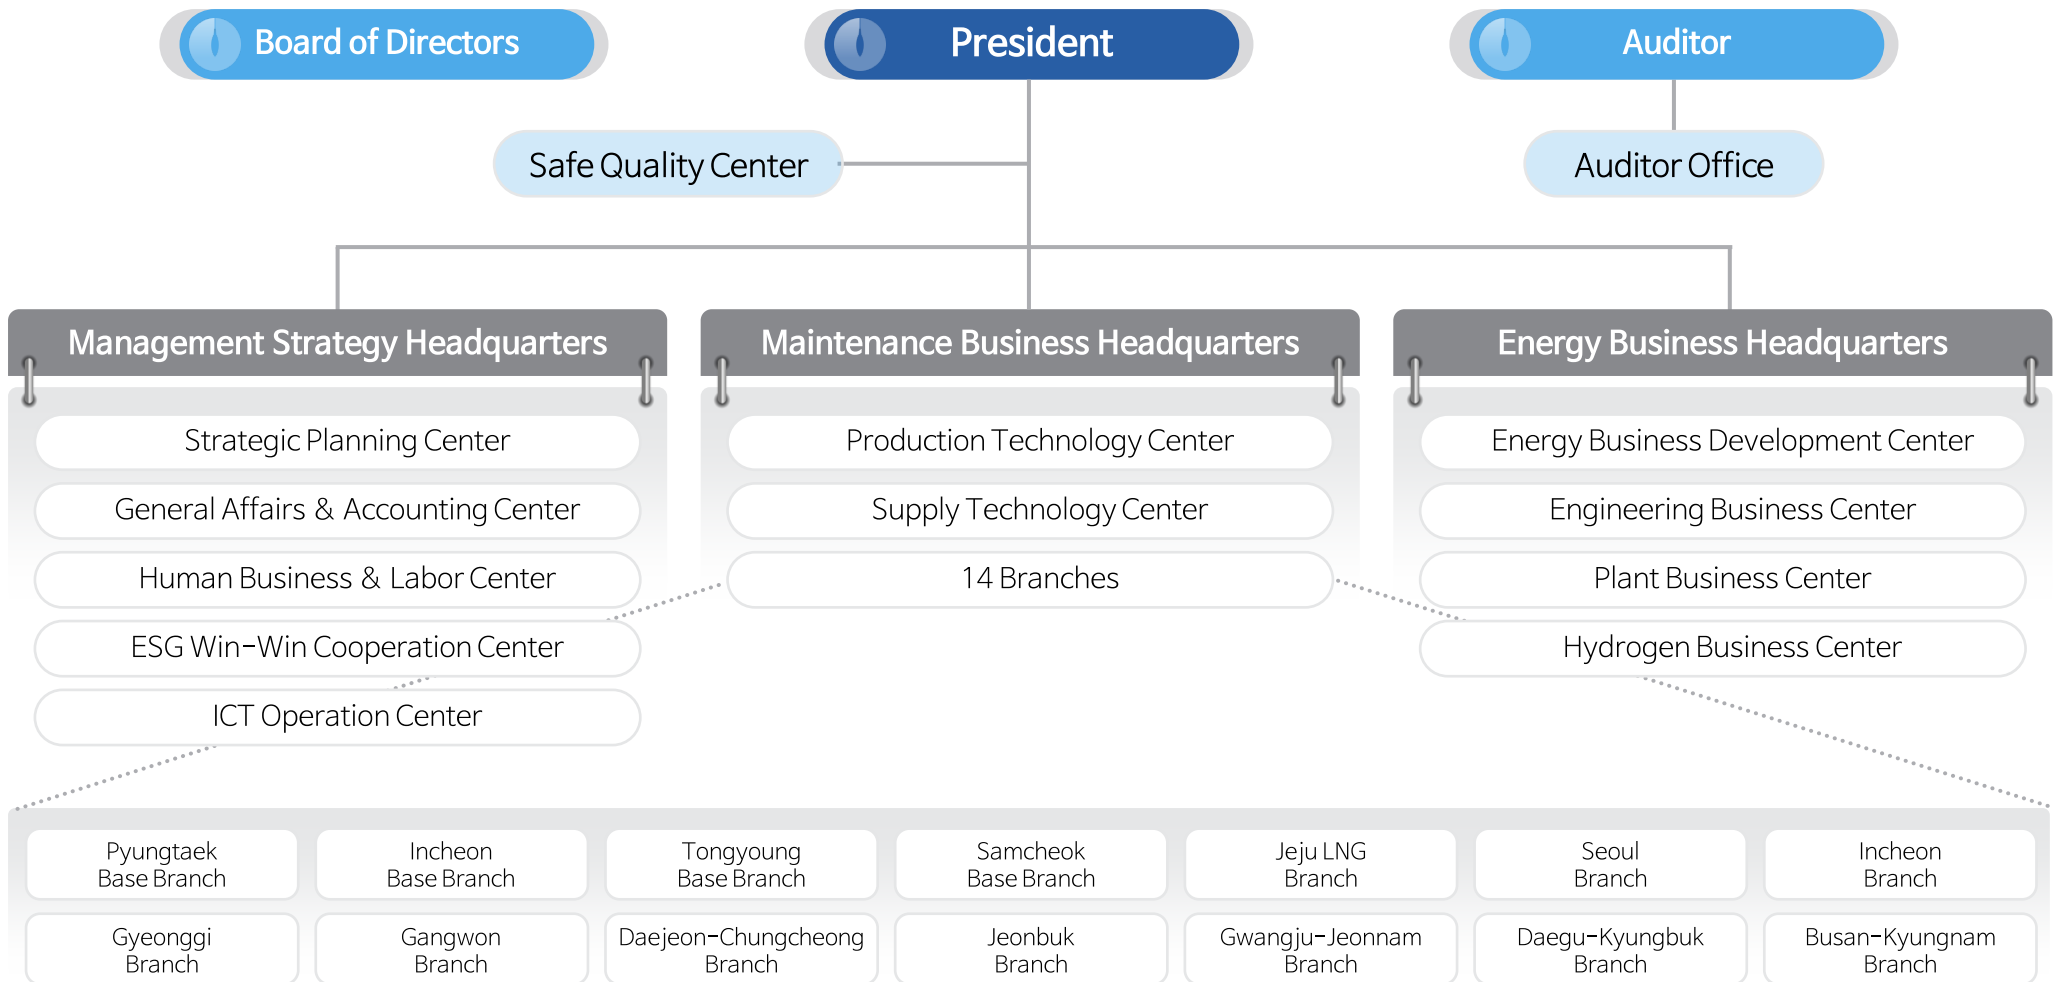 Board of Directors
President
Auditor
Safe Quality Center
Auditor Office
Management Strategy Headquarters
Strategic Planning Center
General Affairs & Accounting Center
Human Business & Labor Center
ESG Win-Win Cooperation Center
ICT Operation Center
Maintenance Business Headquarters
Production Technology Center
Supply Technology Center
14 Branches
Energy Business Headquarters
Energy Business Development Center
Engineering Business Center
Plant Business Center
Hydrogen Business Center
Pyungtaek
Base Branch
Incheon
Base Branch
Tongyoung
Base Branch
Samcheok
Base Branch
Jeju LNG
Branch
Seoul
Branch
Incheon
Branch
Gyeonggi
Branch
Gangwon
Branch
Daejeon-Chungcheong
Branch
Jeonbuk
Branch
Gwangju-Jeonnam
Branch
Daegu-Kyungbuk
Branch
Busan-Kyungnam
Branch